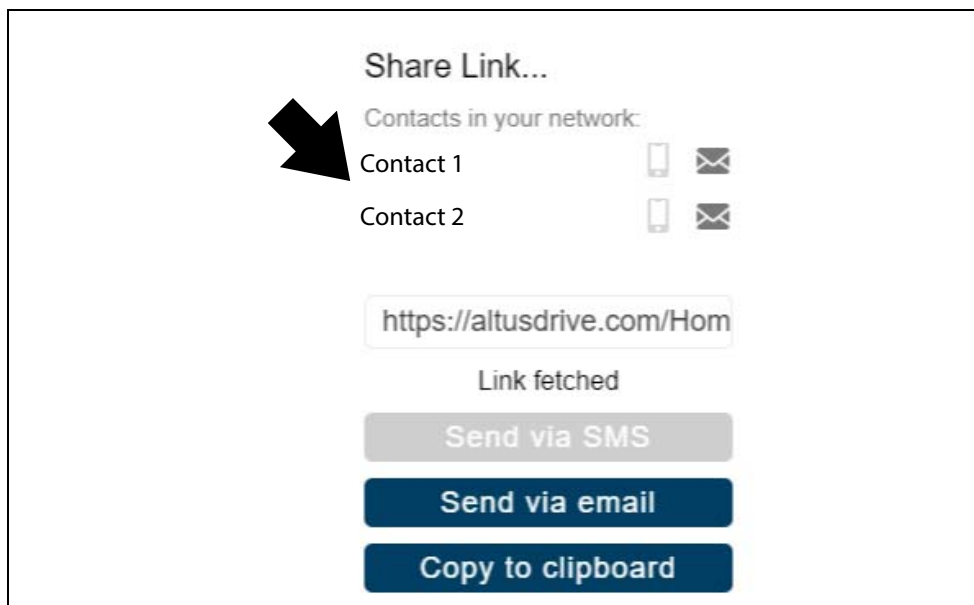 Share Link...
Contacts in your network:
Contact 1
Contact 2
https://altusdrive.com/Hom
Link fetched
Send via SMS
Send via email
Copy to clipboard